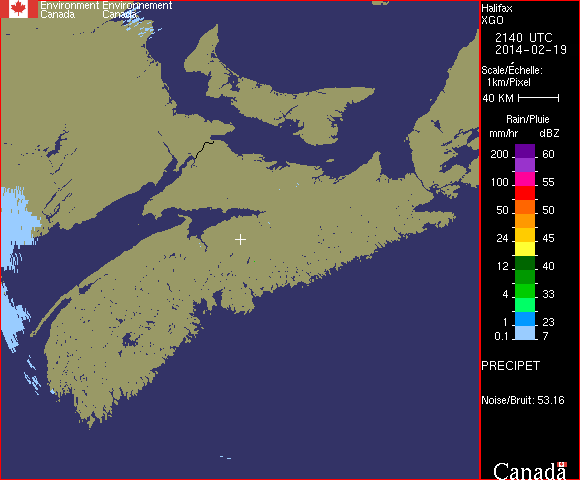 Environment Environnement
Canada Canada
Halifax
XGO
2140 UTC
2014-02-19
Scale/Échelle:
1km/Pixel
40 KM
Rain/Pluie
mm/hr dBZ
200 60
100 55
50 50
24 45
12 40
4 33
1 23
0.1 7
PRECIPET
Noise/Bruit: 53.16
Canada